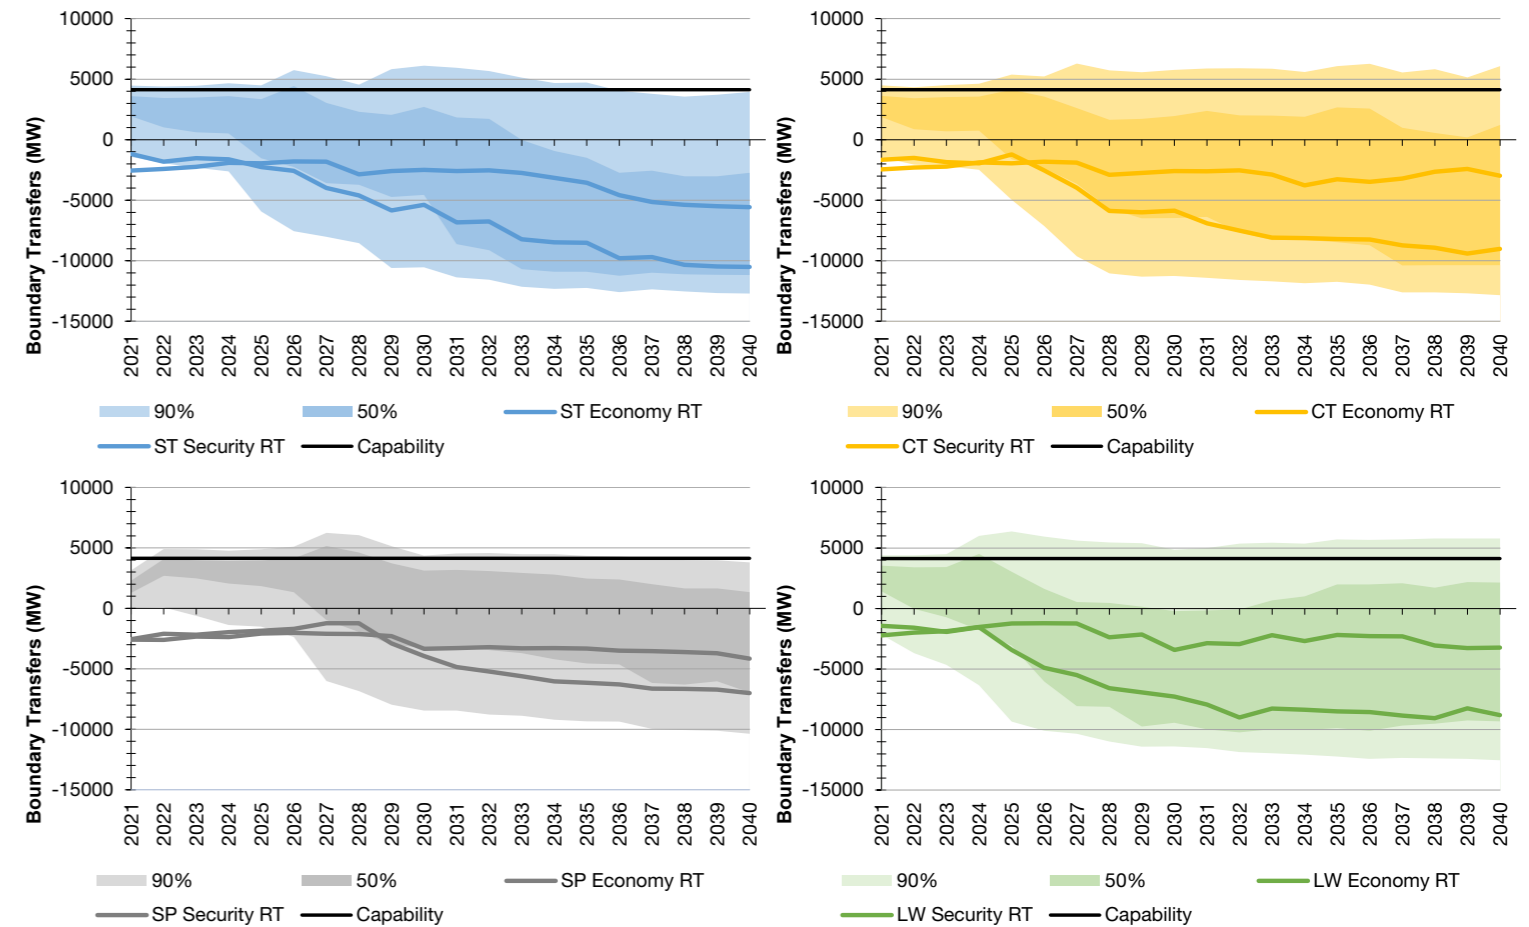 Boundary Transfers (MW)
10000
5000
0
-5000
-10000
-15000
2021 2022 2023 2024 2025 2026 2027 2028 2029 2030 2031 2032 2033 2034 2035 2036 2037 2038 2039 2040
90% 50% ST Economy RT
ST Security RT Capability
Boundary Transfers (MW)
10000
5000
0
-5000
-10000
-15000
2021 2022 2023 2024 2025 2026 2027 2028 2029 2030 2031 2032 2033 2034 2035 2036 2037 2038 2039 2040
90% 50% CT Economy RT
CT Security RT Capability
Boundary Transfers (MW)
10000
5000
0
-5000
-10000
-15000
2021 2022 2023 2024 2025 2026 2027 2028 2029 2030 2031 2032 2033 2034 2035 2036 2037 2038 2039 2040
90% 50% SP Economy RT
SP Security RT Capability
Boundary Transfers (MW)
10000
5000
0
-5000
-10000
-15000
2021 2022 2023 2024 2025 2026 2027 2028 2029 2030 2031 2032 2033 2034 2035 2036 2037 2038 2039 2040
90% 50% LW Economy RT
LW Security RT Capability